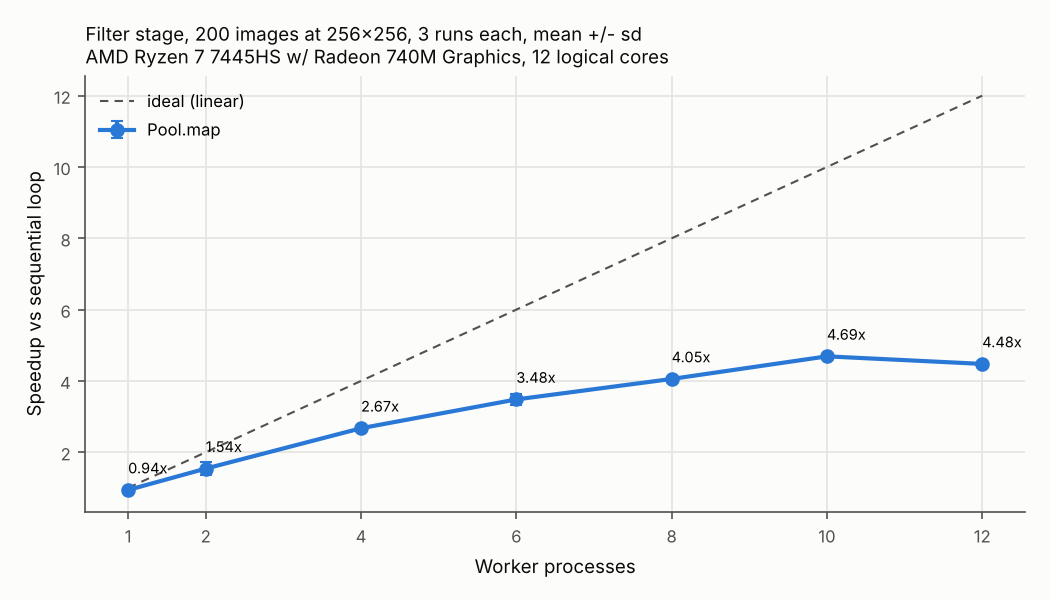 Filter stage, 200 images at 256×256, 3 runs each, mean +/- sd
AMD Ryzen 7 7445HS w/ Radeon 740M Graphics, 12 logical cores
ideal (linear)
Pool.map
Speedup vs sequential loop
12
10
8
6
4
2
0.94x
1.54x
2.67x
3.48x
4.05x
4.69x
4.48x
1 2 4 6 8 10 12
Worker processes